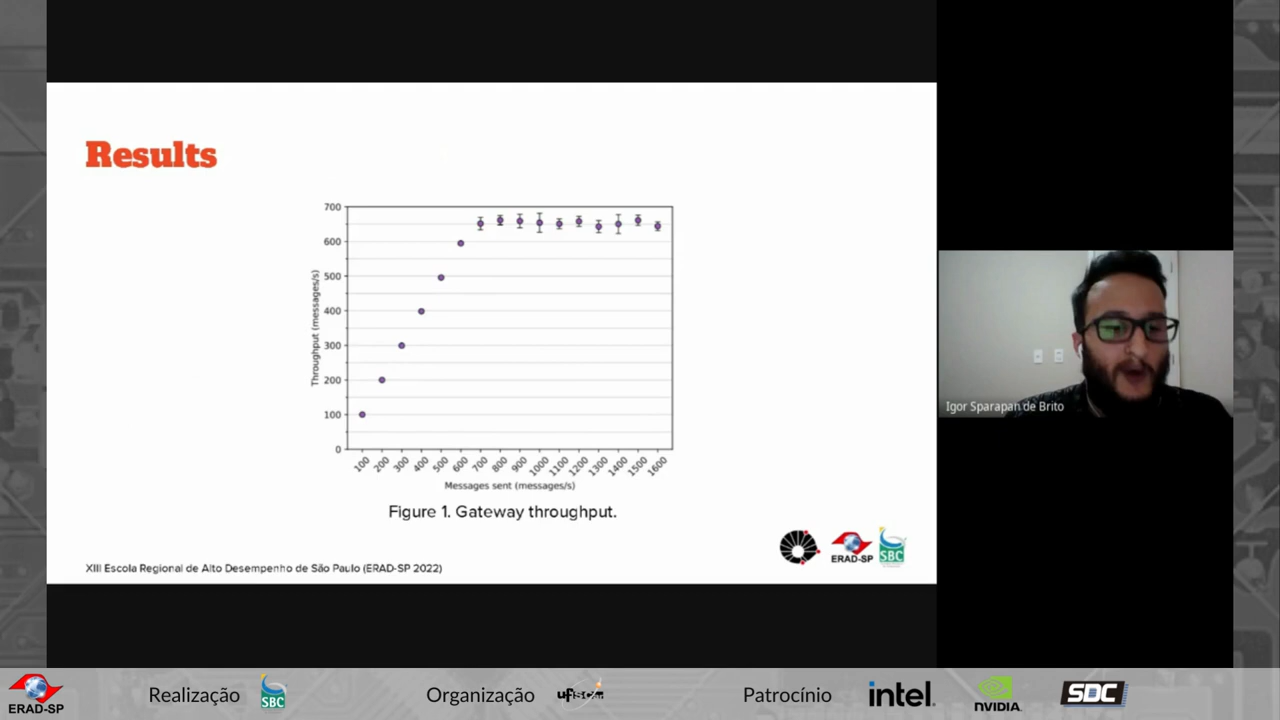 Results
700
600
500
400
300
200
100
0
Throughput (messages/s)
100 200 300 400 500 600 700 800 900 1000 1100 1200 1300 1400 1500 1600
Messages sent (messages/s)
Figure 1. Gateway throughput.
ERAD-SP
SBC
XIII Escola Regional de Alto Desempenho de São Paulo (ERAD-SP 2022)
Igor Sparapan de Brito
ERAD-SP
Realização
SBC
Organização
ufscar
Patrocínio
intel.
NVIDIA
SDC